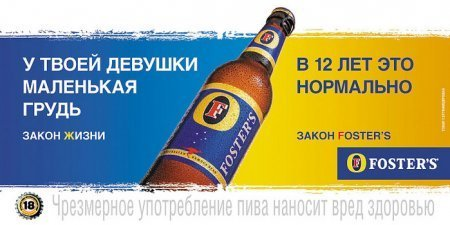 У ТВОЕЙ ДЕВУШКИ
МАЛЕНЬКАЯ
ГРУДЬ
ЗАКОН ЖИЗНИ
В 12 ЛЕТ ЭТО
НОРМАЛЬНО
ЗАКОН FOSTER'S
F
FOSTER'S
F FOSTER'S
18
Чрезмерное употребление пива наносит вред здоровью